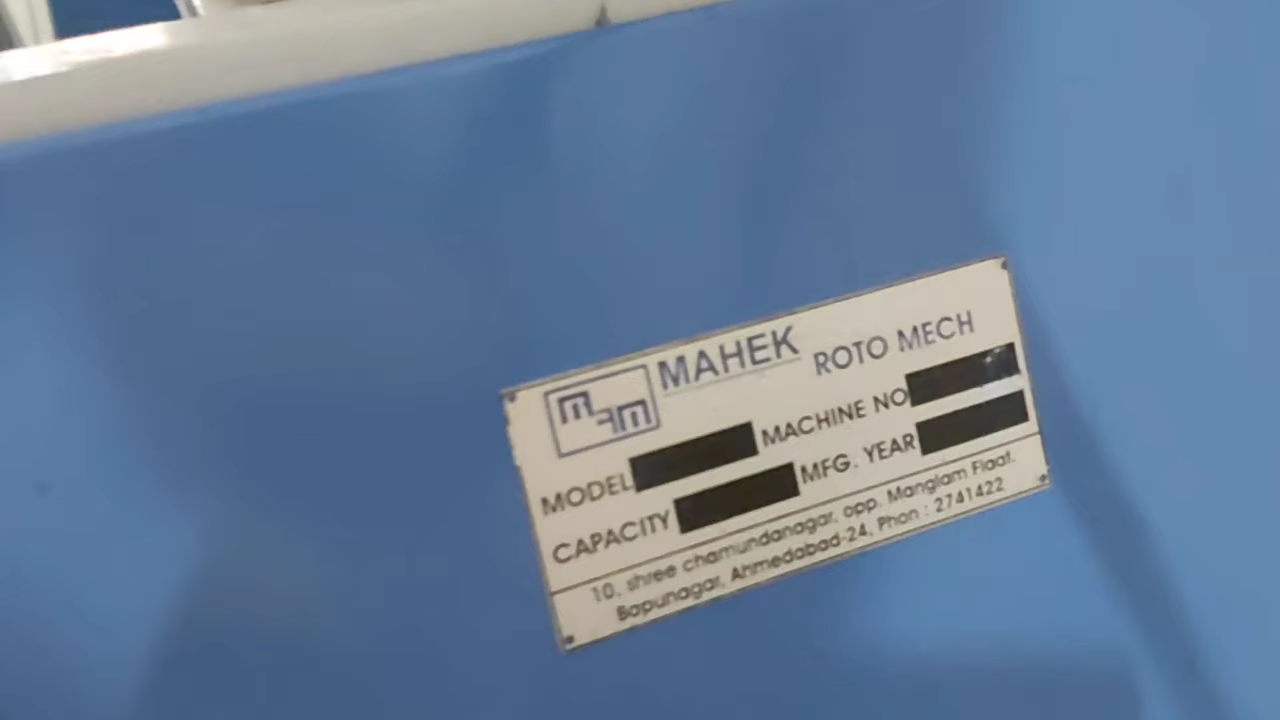 MAHEK ROTO MECH
MODEL MACHINE NO
CAPACITY MFG. YEAR
10, shree chamundanagar, opp. Manglam Flaat.
Bapunagar, Ahmedabad-24, Phon : 2741422